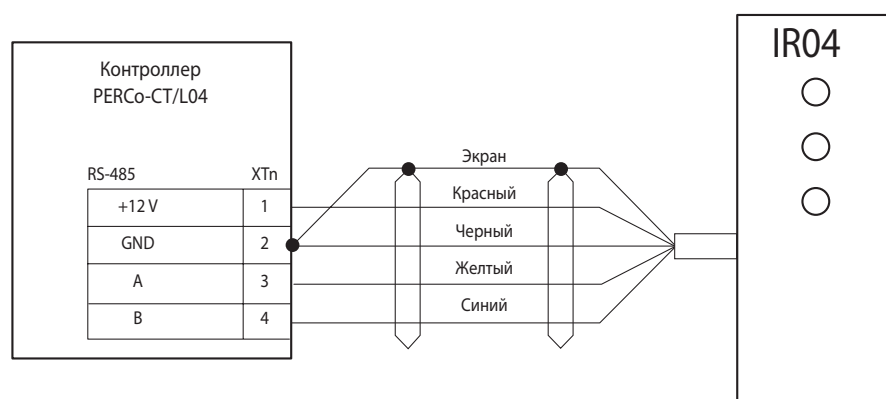 IR04
Контроллер
PERCo-CT/L04
RS-485 XTn
+12 V 1
GND 2
A 3
B 4
Экран
Красный
Черный
Желтый
Синий